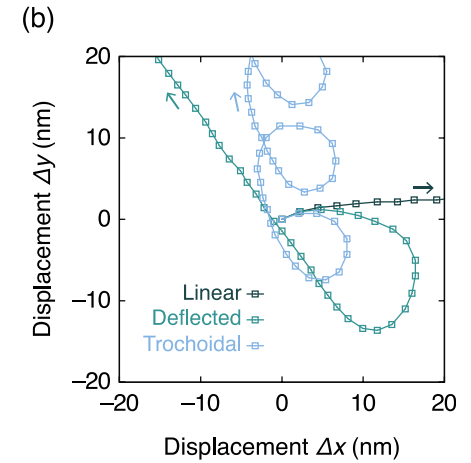 (b)
20
10
0
−10
−20
−20
−10
0
10
20
Displacement Δy (nm)
Linear
Deflected
Trochoidal
Displacement Δx (nm)